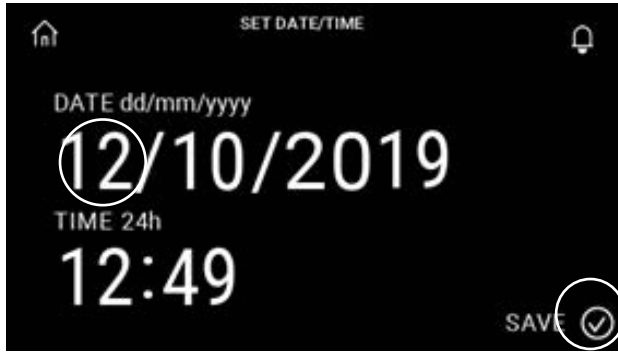 SET DATE/TIME
DATE dd/mm/yyyy
12/10/2019
TIME 24h
12:49
SAVE